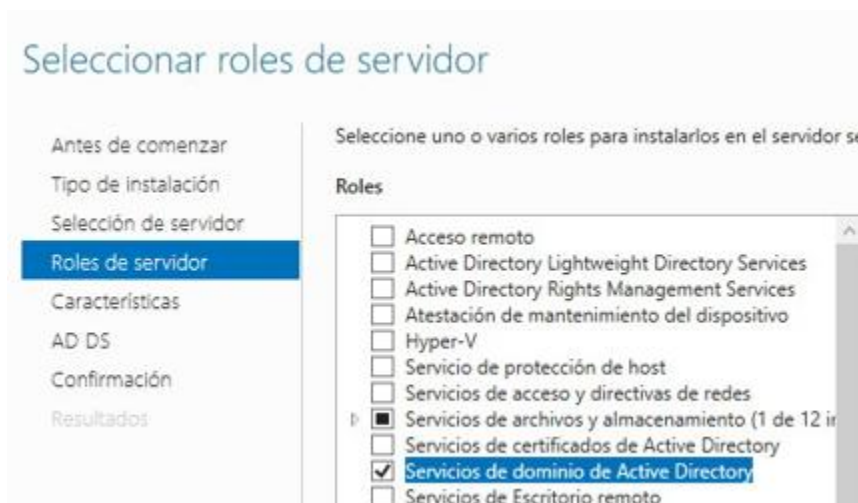 Seleccionar roles de servidor
Antes de comenzar
Tipo de instalación
Selección de servidor
Roles de servidor
Características
AD DS
Confirmación
Resultados
Seleccione uno o varios roles para instalarlos en el servidor
Roles
Acceso remoto
Active Directory Lightweight Directory Services
Active Directory Rights Management Services
Atestación de mantenimiento del dispositivo
Hyper-V
Servicio de protección de host
Servicios de acceso y directivas de redes
Servicios de archivos y almacenamiento (1 de 12
Servicios de certificados de Active Directory
Servicios de dominio de Active Directory
Servicios de Escritorio remoto